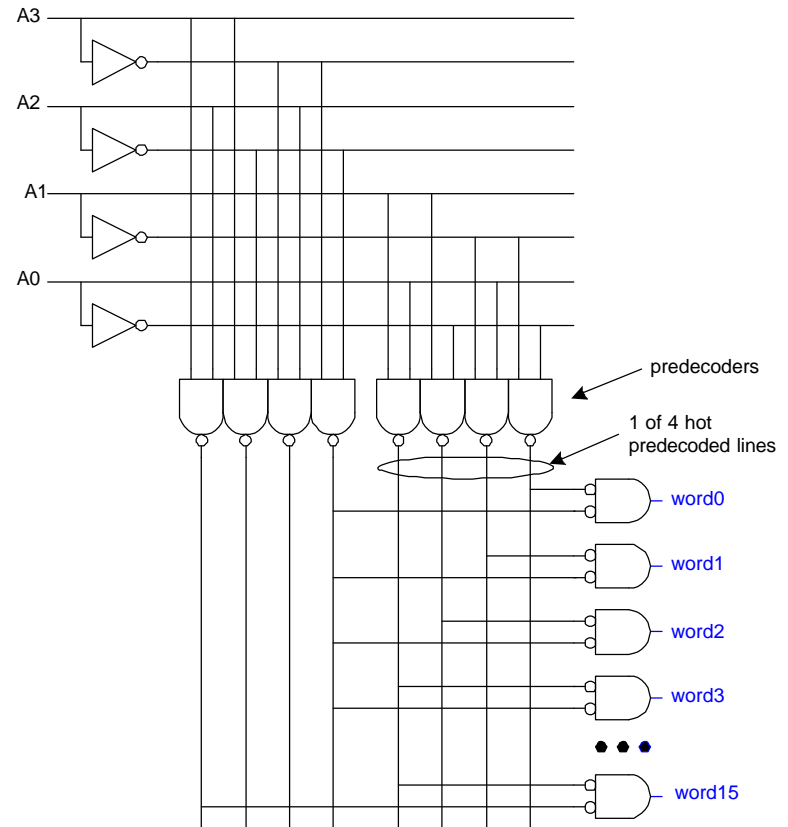 A3
A2
A1
A0
predecoders
1 of 4 hot
predecoded lines
word0
word1
word2
word3
word15